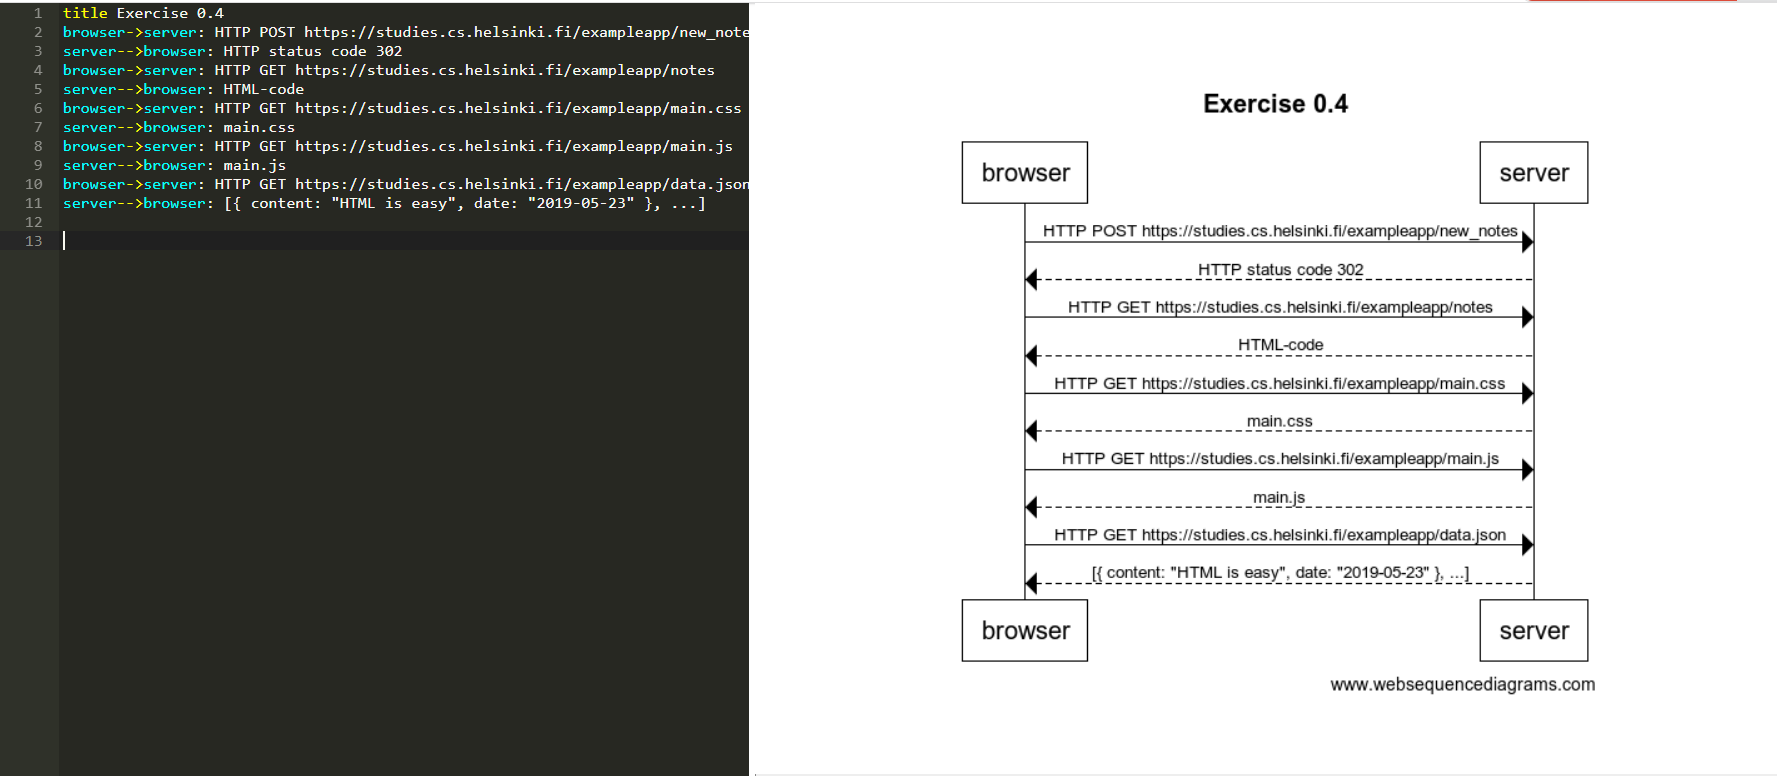 1 title Exercise 0.4
2 browser->server: HTTP POST https://studies.cs.helsinki.fi/exampleapp/new_note
3 server-->browser: HTTP status code 302
4 browser->server: HTTP GET https://studies.cs.helsinki.fi/exampleapp/notes
5 server-->browser: HTML-code
6 browser->server: HTTP GET https://studies.cs.helsinki.fi/exampleapp/main.css
7 server-->browser: main.css
8 browser->server: HTTP GET https://studies.cs.helsinki.fi/exampleapp/main.js
9 server-->browser: main.js
10 browser->server: HTTP GET https://studies.cs.helsinki.fi/exampleapp/data.json
11 server-->browser: [{ content: "HTML is easy", date: "2019-05-23" }, ...]
12
13
Exercise 0.4
browser server
HTTP POST https://studies.cs.helsinki.fi/exampleapp/new_notes
HTTP status code 302
HTTP GET https://studies.cs.helsinki.fi/exampleapp/notes
HTML-code
HTTP GET https://studies.cs.helsinki.fi/exampleapp/main.css
main.css
HTTP GET https://studies.cs.helsinki.fi/exampleapp/main.js
main.js
HTTP GET https://studies.cs.helsinki.fi/exampleapp/data.json
[{ content: "HTML is easy", date: "2019-05-23" }, ...]
browser server
www.websequencediagrams.com